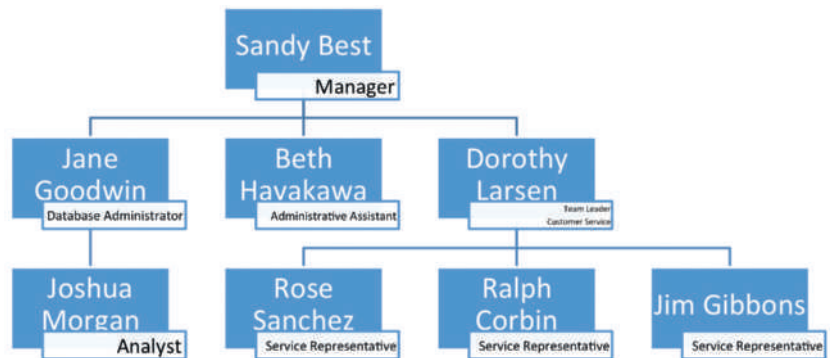 Sandy Best
Manager
Jane
Goodwin
Database Administrator
Beth
Havakawa
Administrative Assistant
Dorothy
Larsen
Team Leader
Customer Service
Joshua
Morgan
Analyst
Rose
Sanchez
Service Representative
Ralph
Corbin
Service Representative
Jim Gibbons
Service Representative